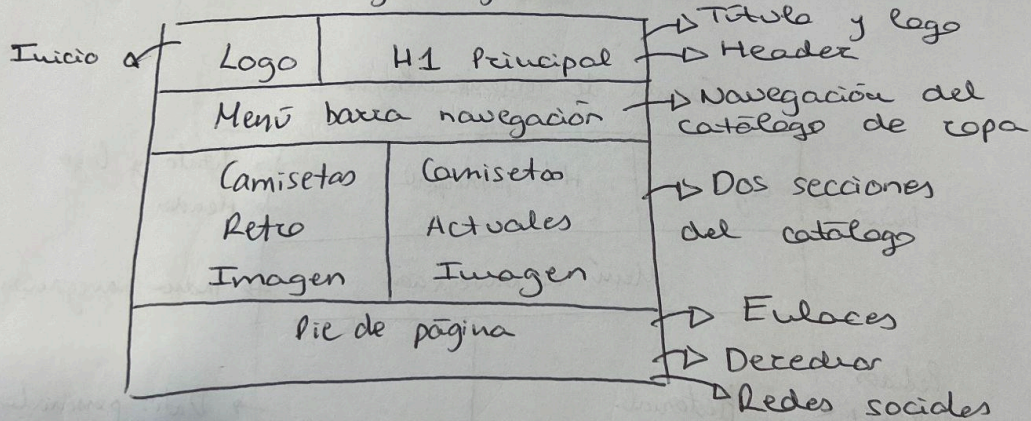 Inicio
Logo
H1 Principal
Título y logo
Header
Menú barra navegación
Navegación del
catálogo de ropa
Camisetas
Retro
Imagen
Camisetas
Actuales
Imagen
Dos secciones
del catálogo
Pie de página
Enlaces
Derechos
Redes sociales